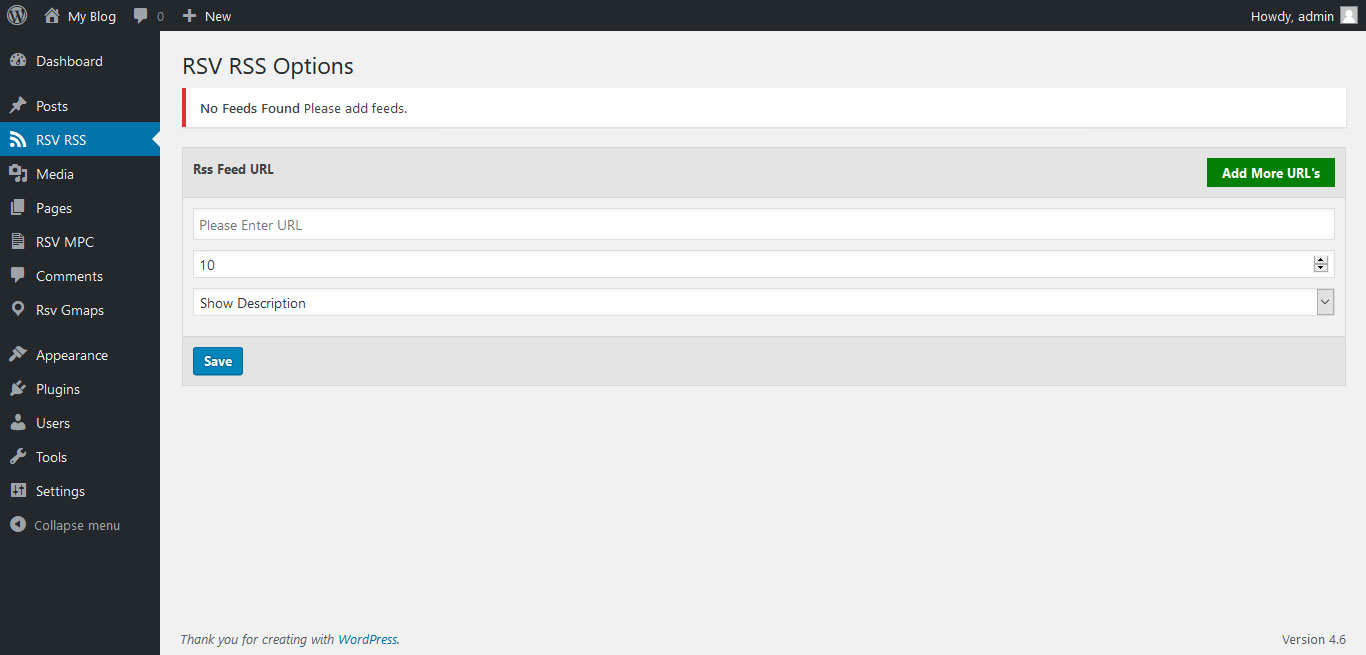 My Blog 0 New Howdy, admin
Dashboard
Posts
RSV RSS
Media
Pages
RSV MPC
Comments
Rsv Gmaps
Appearance
Plugins
Users
Tools
Settings
Collapse menu
RSV RSS Options
No Feeds Found Please add feeds.
Rss Feed URL Add More URL's
Please Enter URL
10
Show Description
Save
Thank you for creating with WordPress. Version 4.6